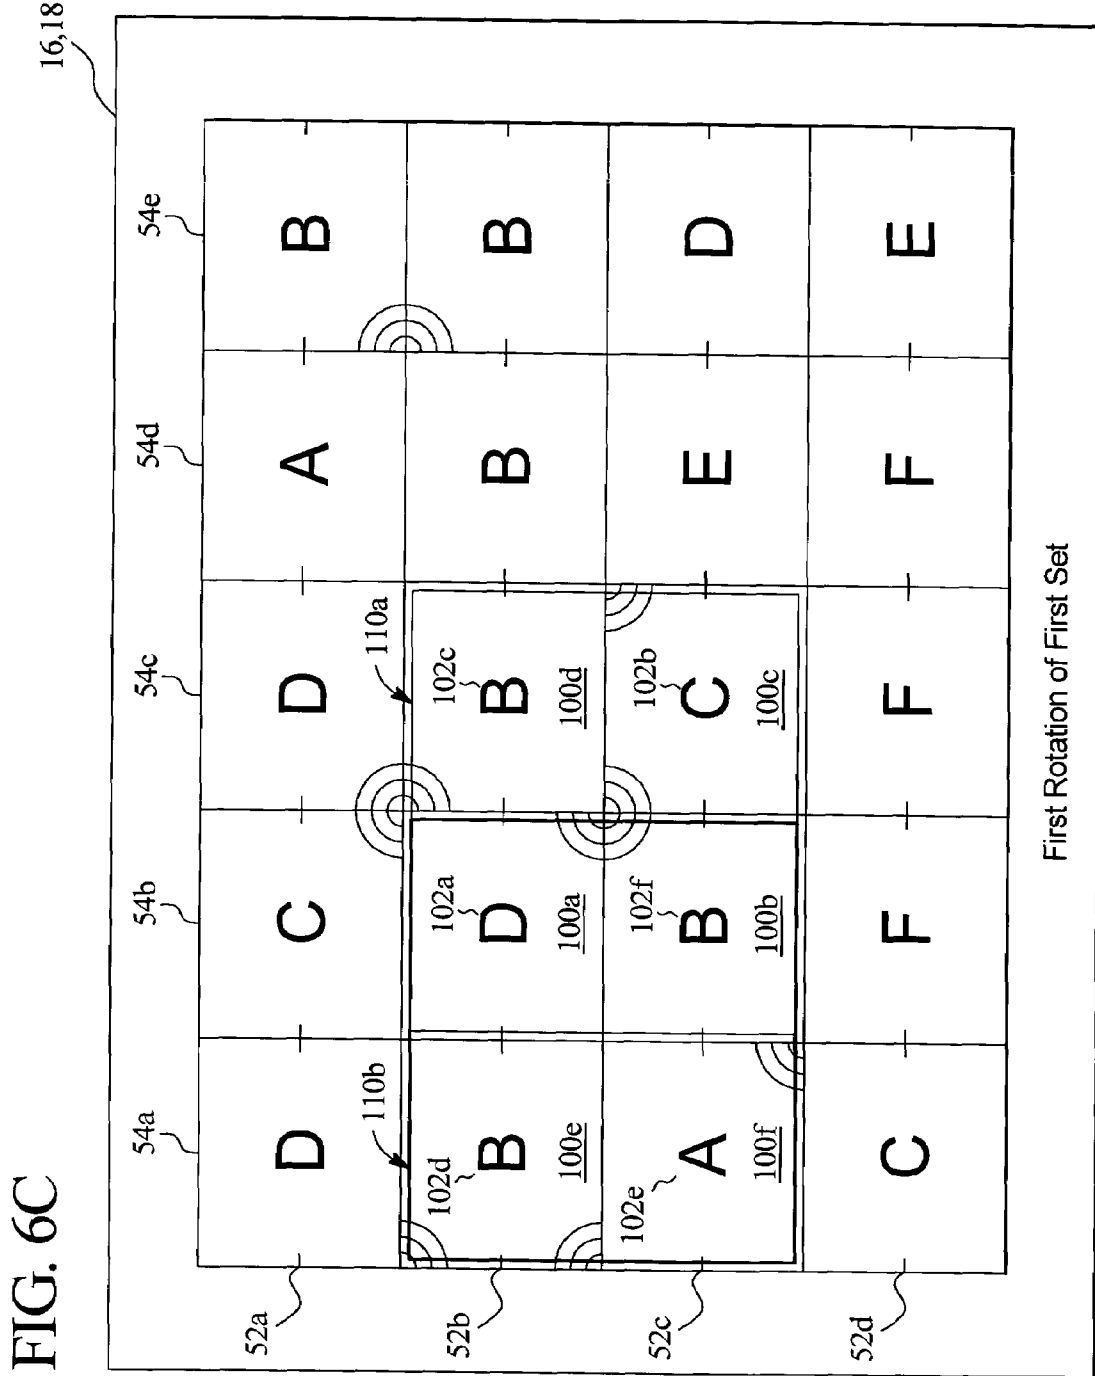 FIG. 6C
16,18
54a 54b 54c 54d 54e
52a D C D A B
110b 110a
102d 102a 102c
52b B D B B B
100e 100a 100d
102e 102f 102b
52c A B C E D
100f 100b 100c
52d C F F F E
First Rotation of First Set